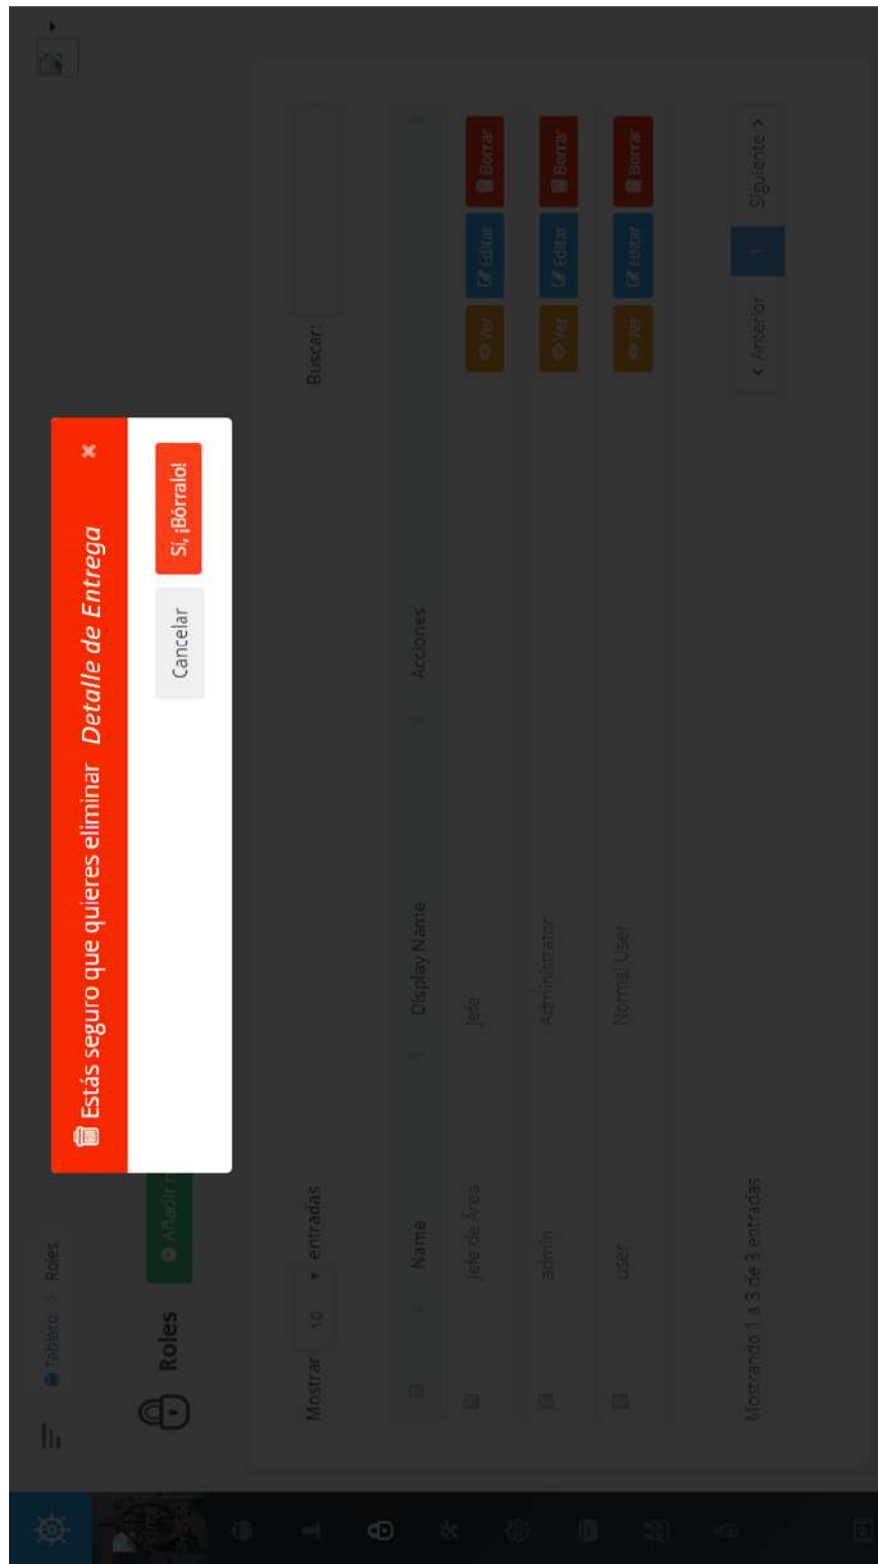 Tablero > Roles
Roles
Añadir
Estás seguro que quieres eliminar Detalle de Entrega ×
Cancelar Sí, ¡Bórralo!
Mostrar 10 entradas Buscar:
Name Display Name Acciones
Jefe de Área Jefe Ver Editar Borrar
admin Administrator Ver Editar Borrar
user Normal User Ver Editar Borrar
Mostrando 1 a 3 de 3 entradas < Anterior 1 Siguiente >